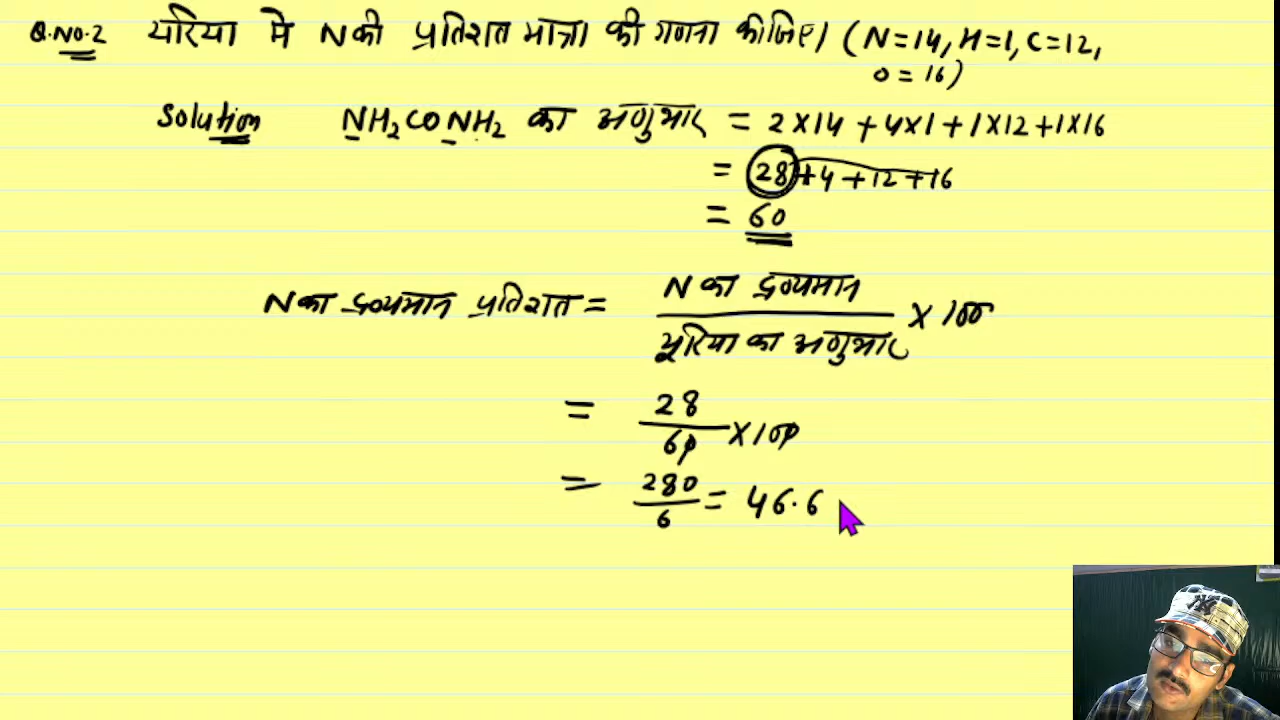 Q.NO.2 यूरिया मे N की प्रतिशत मात्रा की गणना कीजिए। (N=14, H=1, C=12,
O=16)
Solution NH₂CONH₂ का अणुभार = 2×14+4×1+1×12+1×16
= 28+4+12+16
= 60
N का द्रव्यमान प्रतिशत = N का द्रव्यमान / यूरिया का अणुभार × 100
= 28/60 × 100
= 280/6 = 46.6